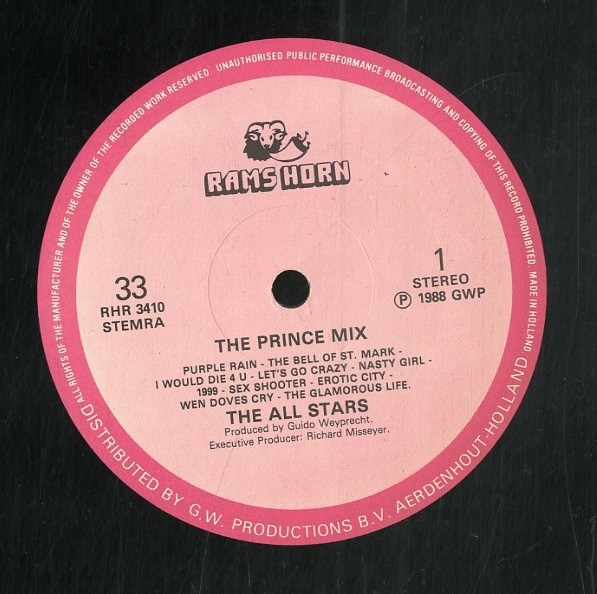 ALL RIGHTS OF THE MANUFACTURER AND OF THE OWNER OF THE RECORDED WORK RESERVED. UNAUTHORISED PUBLIC PERFORMANCE BROADCASTING AND COPYING OF THIS RECORD PROHIBITED. MADE IN HOLLAND
RAMS HORN
33
RHR 3410
STEMRA
1
STEREO
Ⓟ 1988 GWP
THE PRINCE MIX
PURPLE RAIN - THE BELL OF ST. MARK -
I WOULD DIE 4 U - LET'S GO CRAZY - NASTY GIRL -
1999 - SEX SHOOTER - EROTIC CITY -
WEN DOVES CRY - THE GLAMOROUS LIFE.
THE ALL STARS
Produced by Guido Weyprecht.
Executive Producer: Richard Misseyer.
DISTRIBUTED BY G.W. PRODUCTIONS B.V. AERDENHOUT-HOLLAND